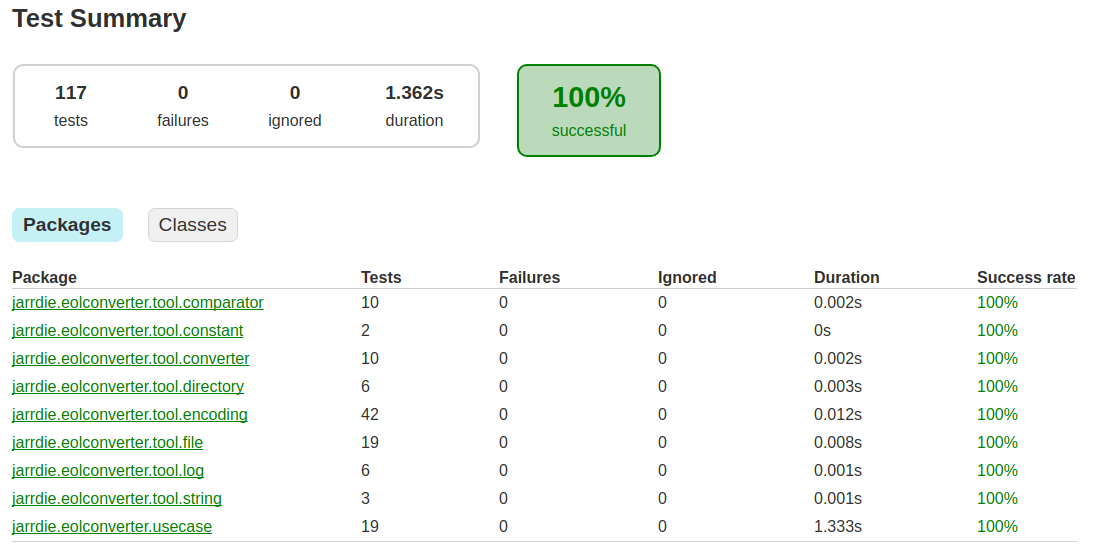 Test Summary
117 0 0 1.362s
tests failures ignored duration
100%
successful
Packages Classes
Package Tests Failures Ignored Duration Success rate
jarrdie.eolconverter.tool.comparator 10 0 0 0.002s 100%
jarrdie.eolconverter.tool.constant 2 0 0 0s 100%
jarrdie.eolconverter.tool.converter 10 0 0 0.002s 100%
jarrdie.eolconverter.tool.directory 6 0 0 0.003s 100%
jarrdie.eolconverter.tool.encoding 42 0 0 0.012s 100%
jarrdie.eolconverter.tool.file 19 0 0 0.008s 100%
jarrdie.eolconverter.tool.log 6 0 0 0.001s 100%
jarrdie.eolconverter.tool.string 3 0 0 0.001s 100%
jarrdie.eolconverter.usecase 19 0 0 1.333s 100%